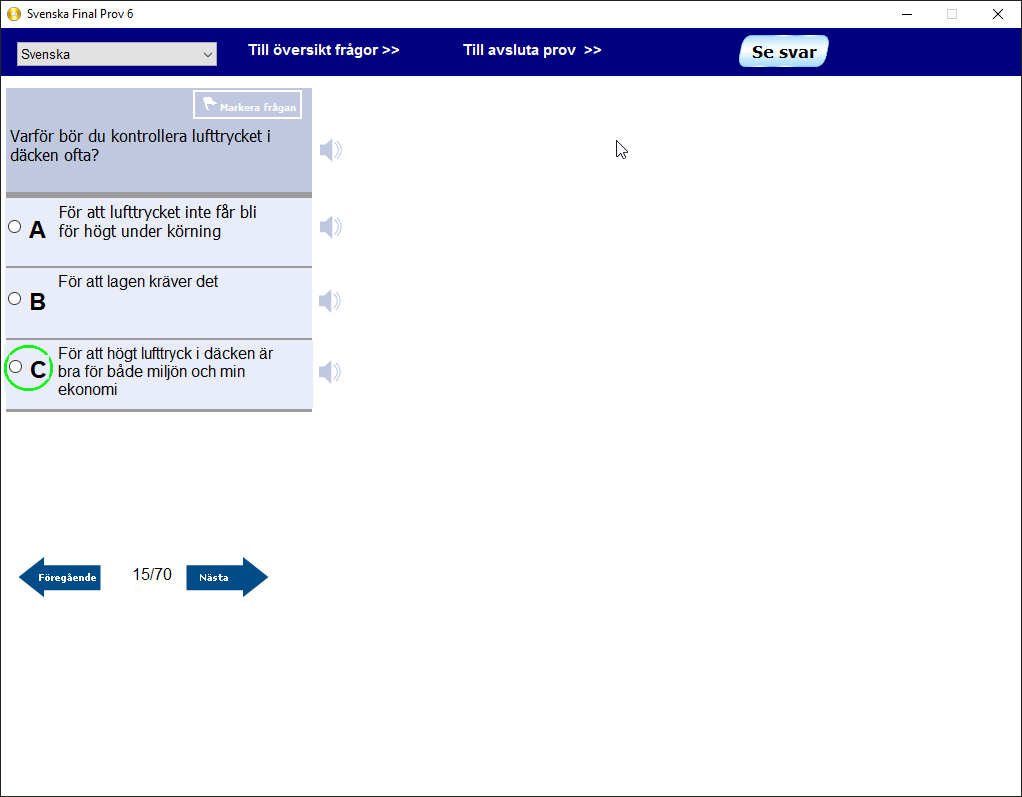 Svenska Final Prov 6
Svenska
Till översikt frågor >>
Till avsluta prov >>
Se svar
Markera frågan
Varför bör du kontrollera lufttrycket i
däcken ofta?
A
För att lufttrycket inte får bli
för högt under körning
B
För att lagen kräver det
C
För att högt lufttryck i däcken är
bra för både miljön och min
ekonomi
Föregående
15/70
Nästa